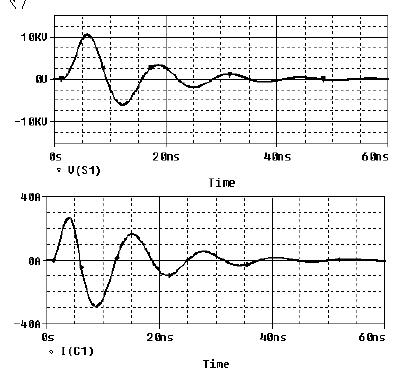 10KV
0V
-10KV
0s 20ns 40ns 60ns
V(S1)
Time
40A
0A
-40A
0s 20ns 40ns 60ns
I(C1)
Time